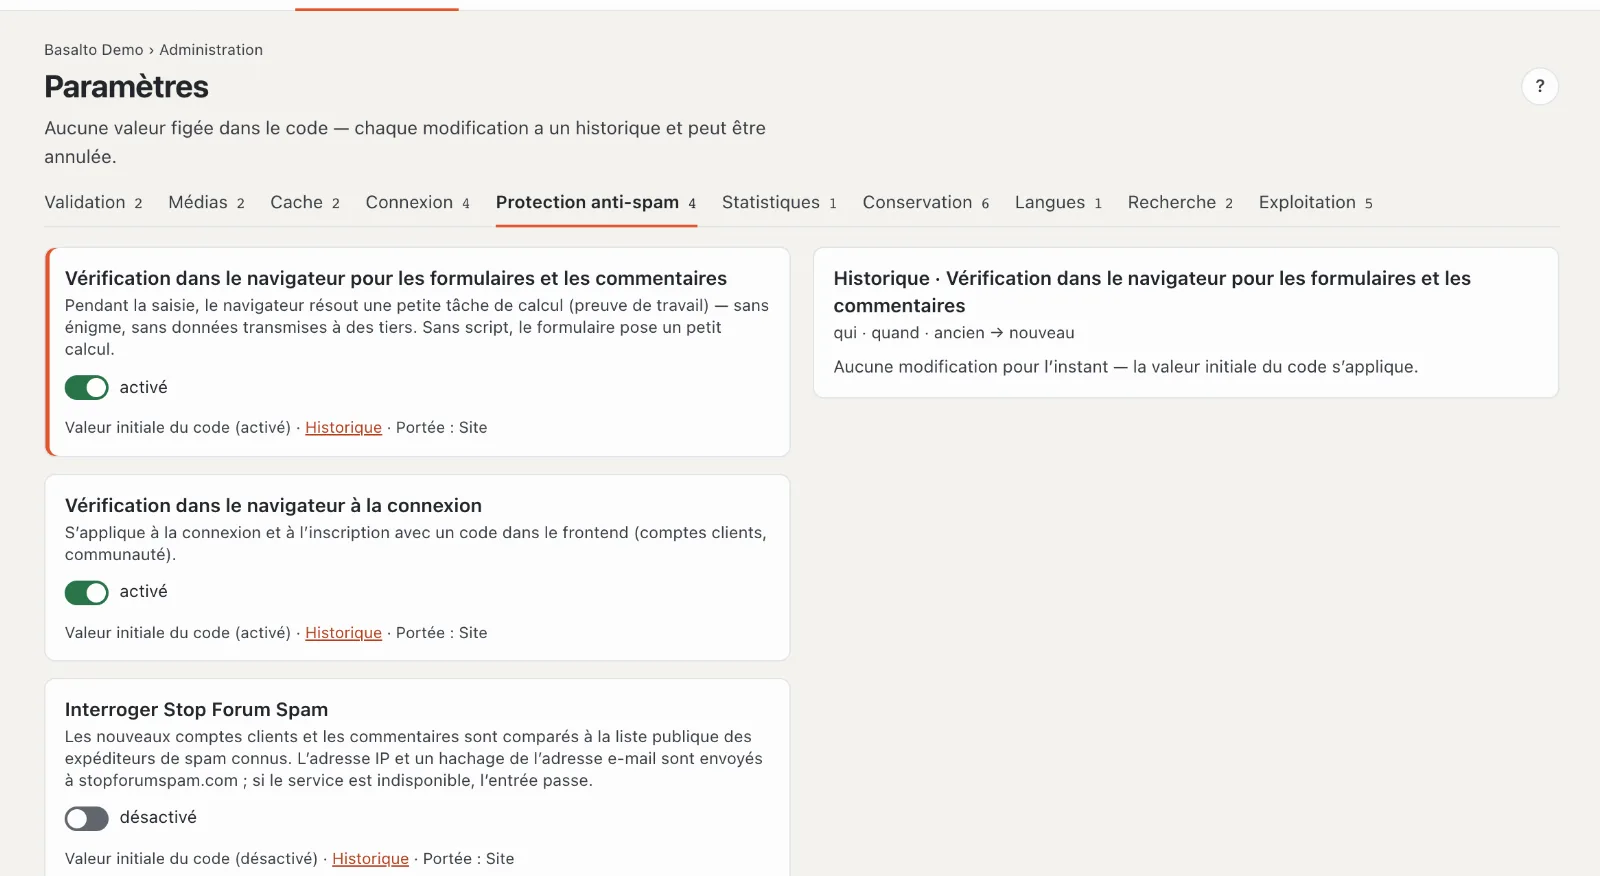 Basalto Demo › Administration
Paramètres
?
Aucune valeur figée dans le code — chaque modification a un historique et peut être
annulée.
Validation 2 Médias 2 Cache 2 Connexion 4 Protection anti-spam 4 Statistiques 1 Conservation 6 Langues 1 Recherche 2 Exploitation 5
Vérification dans le navigateur pour les formulaires et les commentaires
Pendant la saisie, le navigateur résout une petite tâche de calcul (preuve de travail) — sans
énigme, sans données transmises à des tiers. Sans script, le formulaire pose un petit
calcul.
activé
Valeur initiale du code (activé) · Historique · Portée : Site
Vérification dans le navigateur à la connexion
S’applique à la connexion et à l’inscription avec un code dans le frontend (comptes clients,
communauté).
activé
Valeur initiale du code (activé) · Historique · Portée : Site
Interroger Stop Forum Spam
Les nouveaux comptes clients et les commentaires sont comparés à la liste publique des
expéditeurs de spam connus. L’adresse IP et un hachage de l’adresse e-mail sont envoyés
à stopforumspam.com ; si le service est indisponible, l’entrée passe.
désactivé
Valeur initiale du code (désactivé) · Historique · Portée : Site
Historique · Vérification dans le navigateur pour les formulaires et les
commentaires
qui · quand · ancien → nouveau
Aucune modification pour l’instant — la valeur initiale du code s’applique.